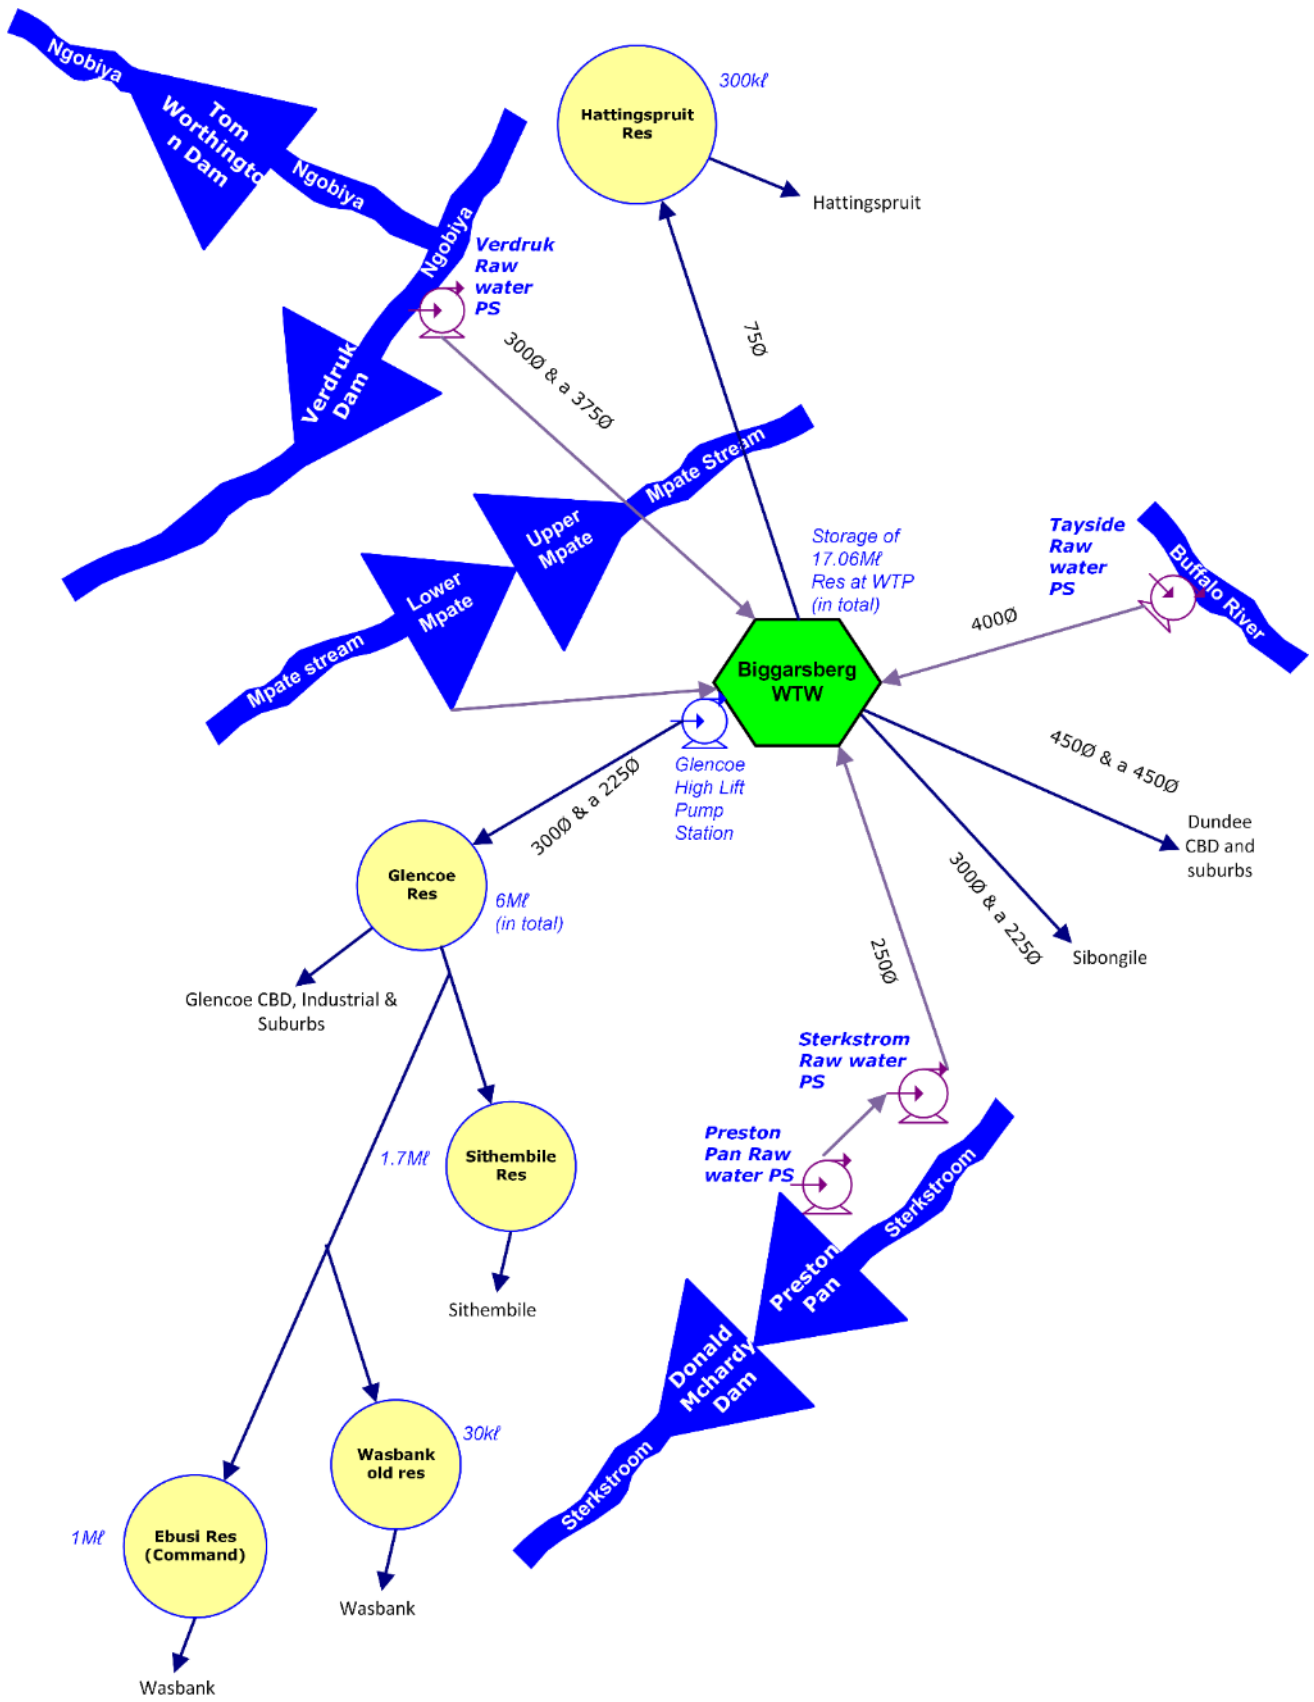 Ngobiya
Tom
Worthingto
n Dam
Ngobiya
Ngobiya
Hattingspruit
Res
300kℓ
Hattingspruit
Verdruk
Raw
water
PS
Verdruk
Dam
300Ø & a 375Ø
75Ø
Mpate Stream
Upper
Mpate
Lower
Mpate
Mpate stream
Storage of
17.06Mℓ
Res at WTP
(in total)
Tayside
Raw
water
PS
Buffalo River
400Ø
Biggarsberg
WTW
Glencoe
High Lift
Pump
Station
300Ø & a 225Ø
450Ø & a 450Ø
Dundee
CBD and
suburbs
300Ø & a 225Ø
Sibongile
Glencoe
Res
6Mℓ
(in total)
Glencoe CBD, Industrial &
Suburbs
250Ø
Sterkstrom
Raw water
PS
Preston
Pan Raw
water PS
Sterkstroom
Preston
Pan
Donald
Mchardy
Dam
Sterkstroom
1.7Mℓ
Sithembile
Res
Sithembile
Wasbank
old res
30kℓ
Wasbank
1Mℓ
Ebusi Res
(Command)
Wasbank